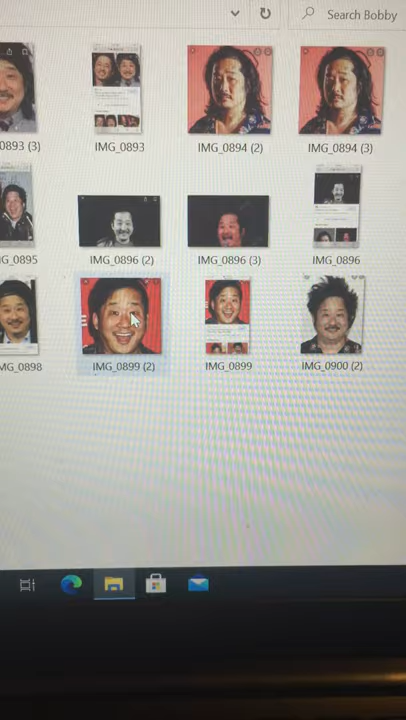 Search Bobby
0893 (3)
IMG_0893
IMG_0894 (2)
IMG_0894 (3)
G_0895
IMG_0896 (2)
IMG_0896 (3)
IMG_0896
MG_0898
IMG_0899 (2)
IMG_0899
IMG_0900 (2)